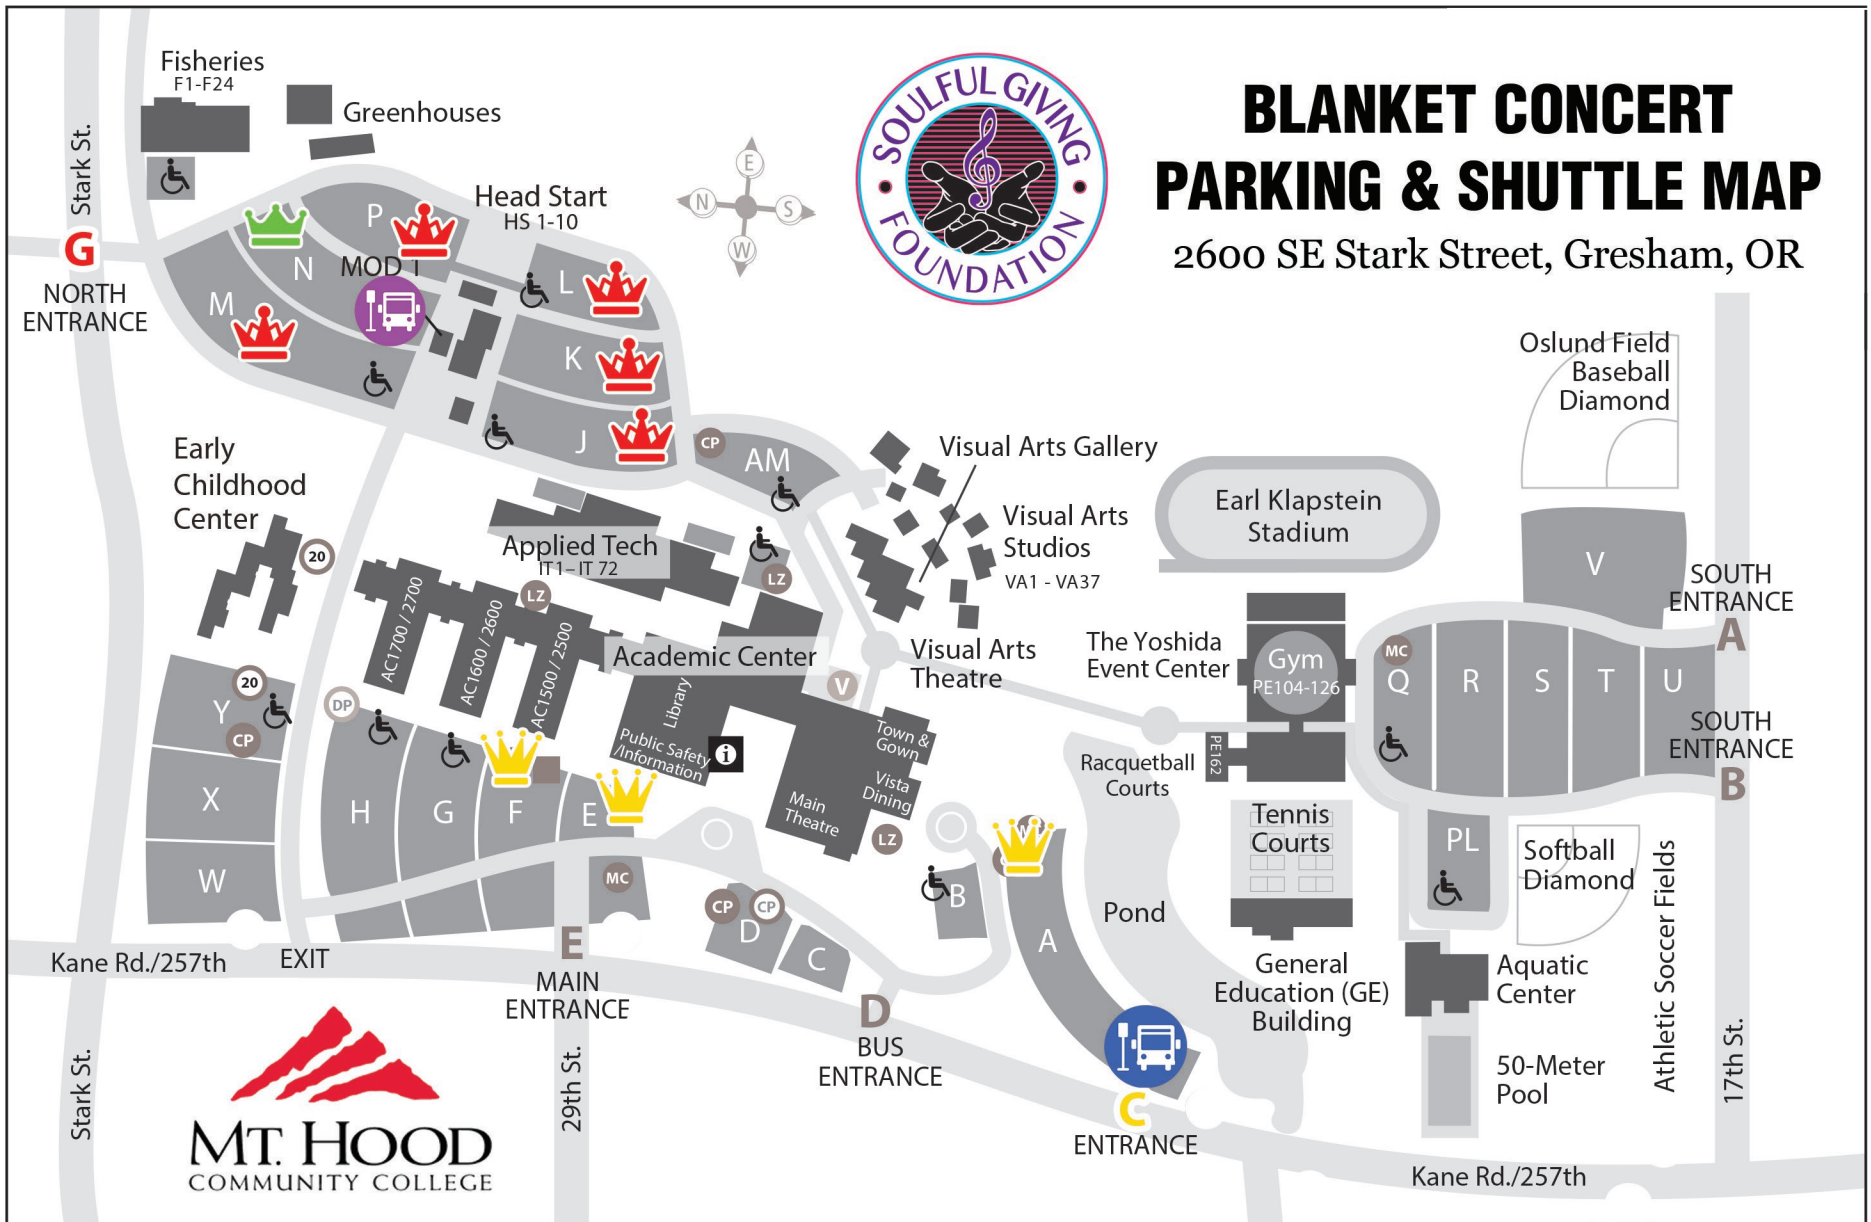 BLANKET CONCERT
PARKING & SHUTTLE MAP
2600 SE Stark Street, Gresham, OR
SOULFUL GIVING
FOUNDATION
Fisheries
F1-F24
Greenhouses
Stark St.
G
NORTH
ENTRANCE
P
Head Start
HS 1-10
N
MOD 1
M
L
K
J
E
N
S
W
CP
AM
Early
Childhood
Center
20
Applied Tech
IT1– IT 72
LZ
LZ
Visual Arts Gallery
Visual Arts
Studios
VA1 - VA37
Earl Klapstein
Stadium
Oslund Field
Baseball
Diamond
V
SOUTH
ENTRANCE
A
AC1700 / 2700
AC1600 / 2600
AC1500 / 2500
Academic Center
Library
Public Safety
/Information
i
V
Visual Arts
Theatre
The Yoshida
Event Center
Gym
PE104-126
MC
Q
R
S
T
U
SOUTH
ENTRANCE
B
20
Y
CP
DP
X
W
H
G
F
E
MC
Town &
Gown
Vista
Dining
Main
Theatre
LZ
PE162
Racquetball
Courts
Tennis
Courts
PL
Softball
Diamond
Athletic Soccer Fields
CP
CP
D
C
B
A
Pond
General
Education (GE)
Building
Aquatic
Center
50-Meter
Pool
17th St.
Kane Rd./257th
EXIT
E
MAIN
ENTRANCE
D
BUS
ENTRANCE
C
ENTRANCE
Kane Rd./257th
Stark St.
29th St.
MT. HOOD
COMMUNITY COLLEGE